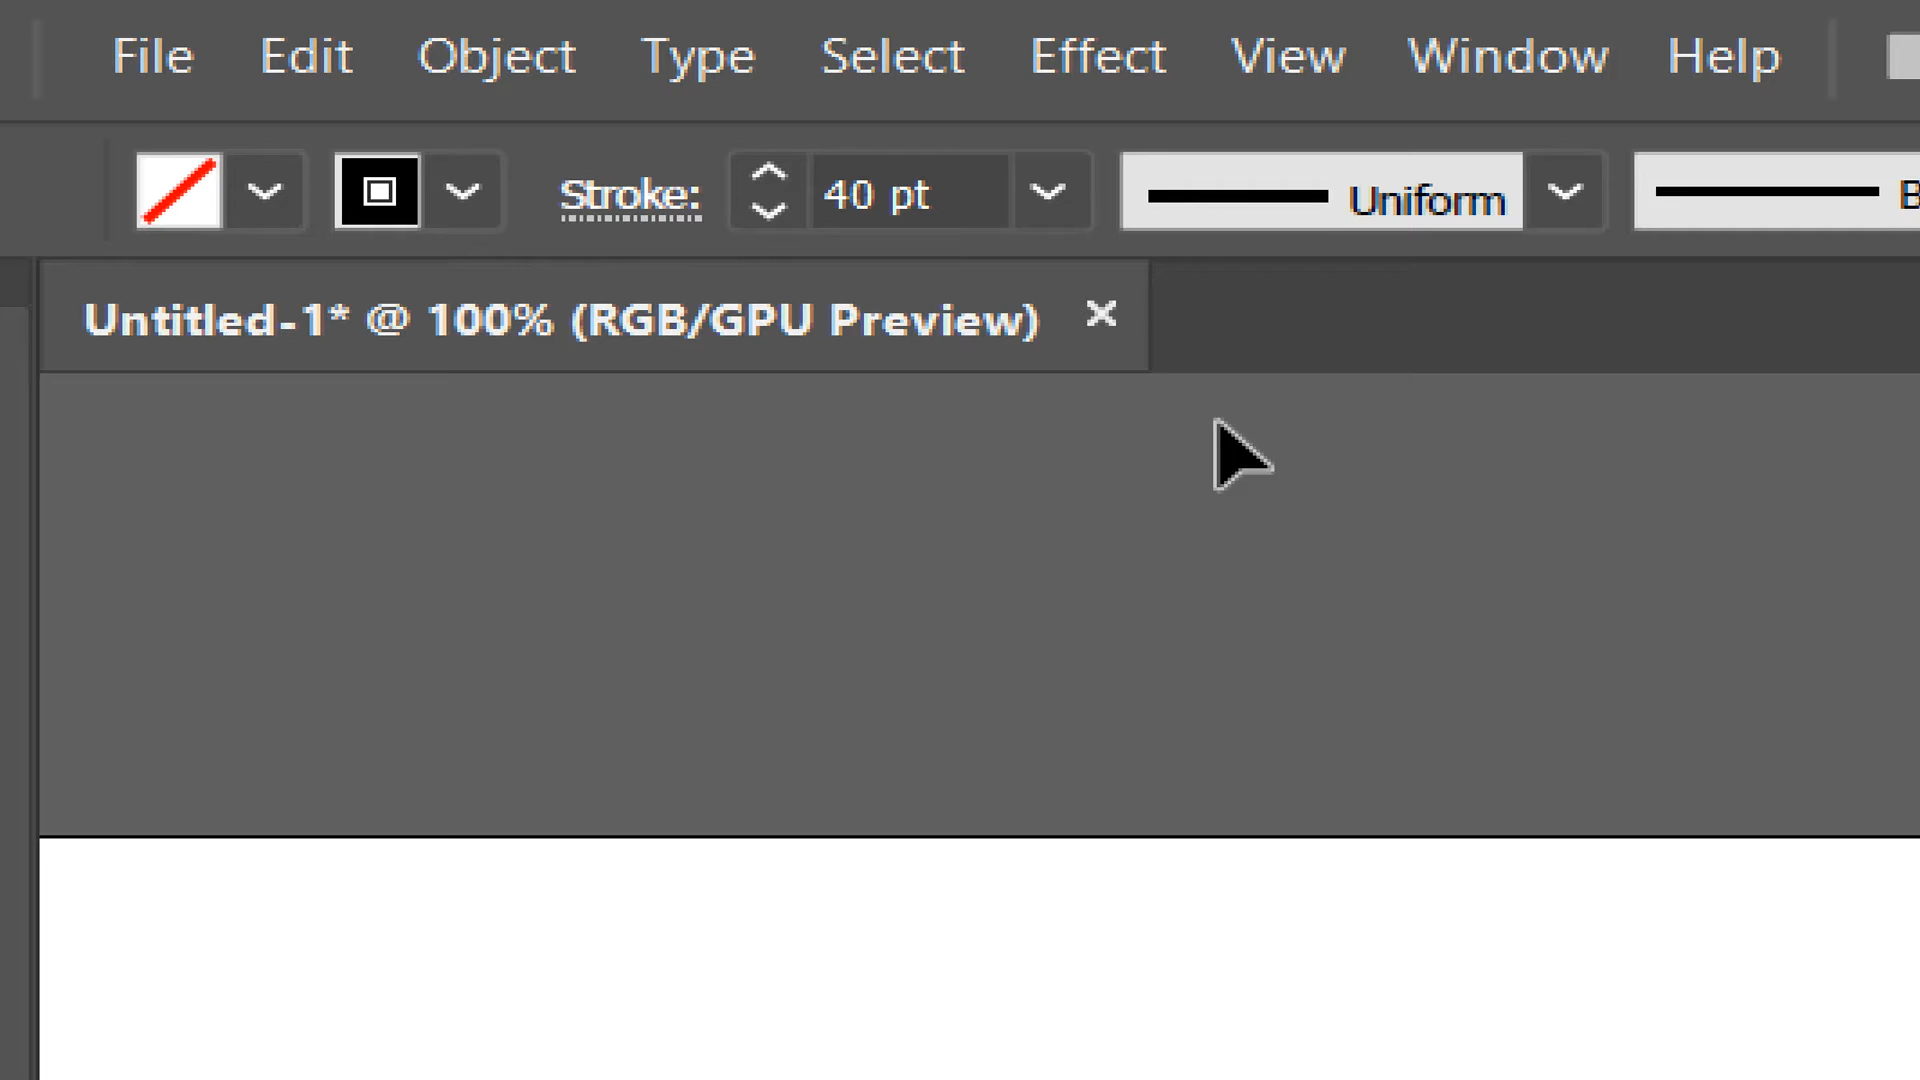 File Edit Object Type Select Effect View Window Help
Stroke: 40 pt Uniform
Untitled-1* @ 100% (RGB/GPU Preview) ×